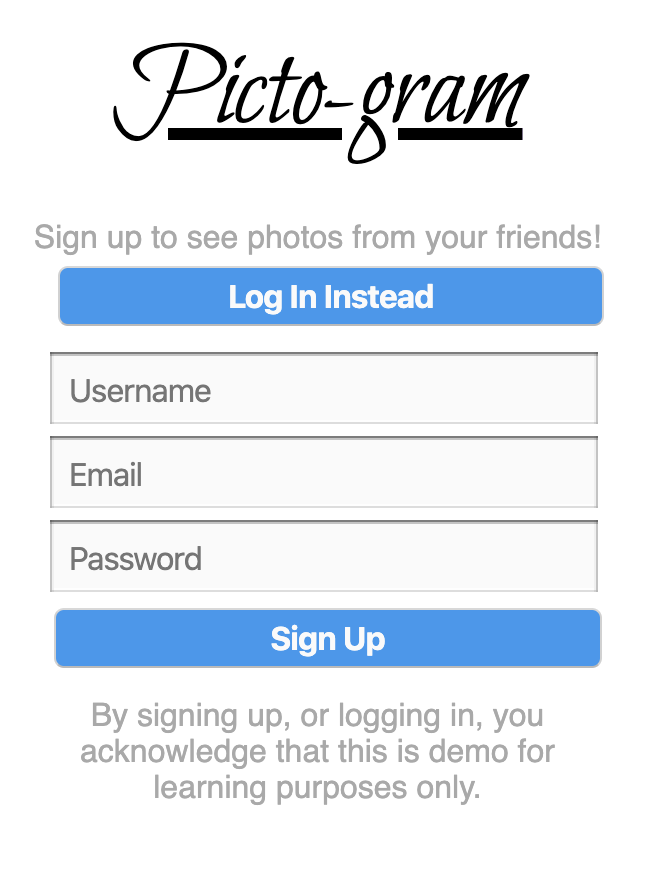 Picto-gram
Sign up to see photos from your friends!
Log In Instead
Username
Email
Password
Sign Up
By signing up, or logging in, you
acknowledge that this is demo for
learning purposes only.